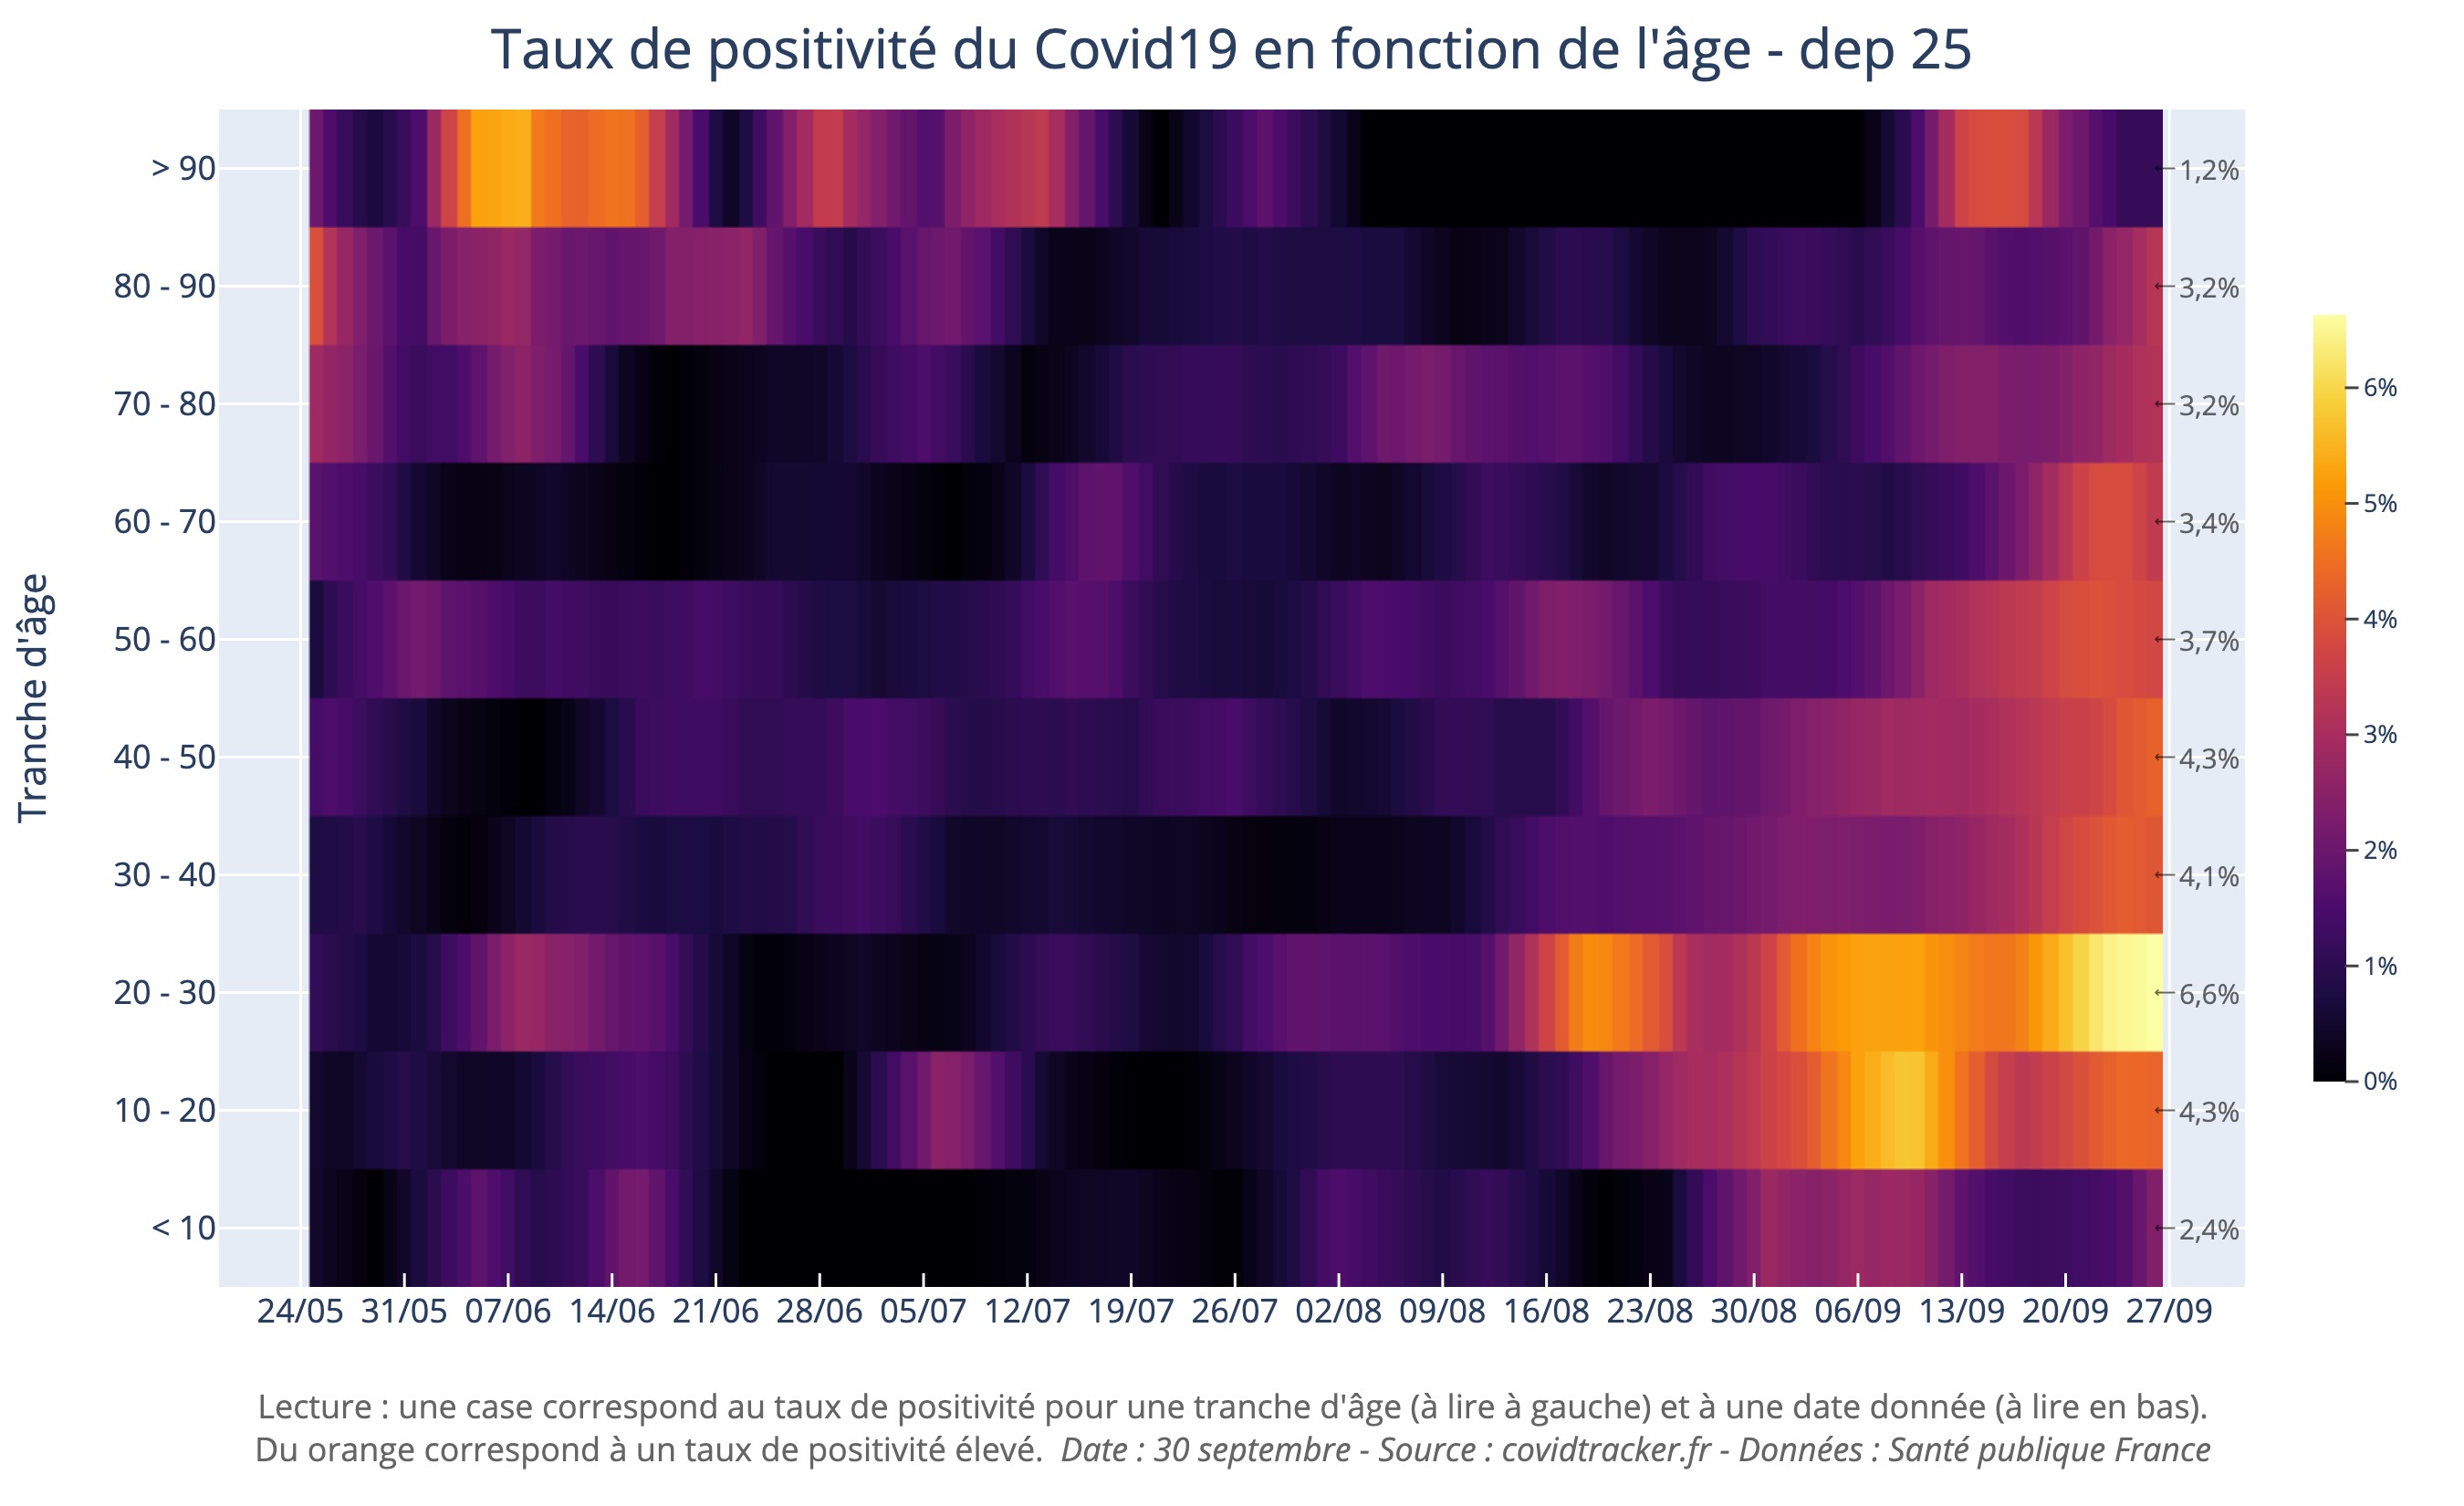 Taux de positivité du Covid19 en fonction de l'âge - dep 25
Tranche d'âge
> 90
80 - 90
70 - 80
60 - 70
50 - 60
40 - 50
30 - 40
20 - 30
10 - 20
< 10
1,2%
3,2%
3,2%
3,4%
3,7%
4,3%
4,1%
6,6%
4,3%
2,4%
6%
5%
4%
3%
2%
1%
0%
24/05 31/05 07/06 14/06 21/06 28/06 05/07 12/07 19/07 26/07 02/08 09/08 16/08 23/08 30/08 06/09 13/09 20/09 27/09
Lecture : une case correspond au taux de positivité pour une tranche d'âge (à lire à gauche) et à une date donnée (à lire en bas).
Du orange correspond à un taux de positivité élevé. Date : 30 septembre - Source : covidtracker.fr - Données : Santé publique France